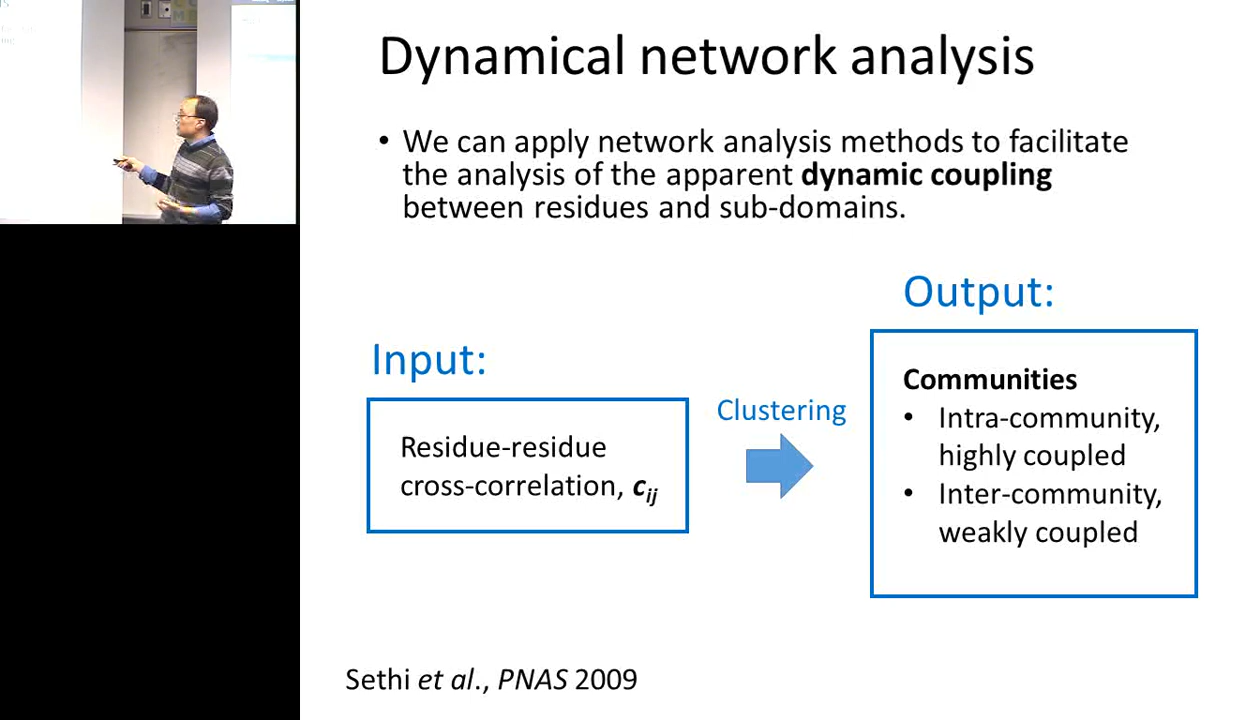 Dynamical network analysis
• We can apply network analysis methods to facilitate
the analysis of the apparent dynamic coupling
between residues and sub-domains.
Output:
Input:
Communities
Clustering
• Intra-community,
highly coupled
Residue-residue
cross-correlation, cij
• Inter-community,
weakly coupled
Sethi et al., PNAS 2009